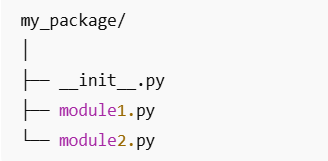 my_package/
│
├── __init__.py
├── module1.py
└── module2.py